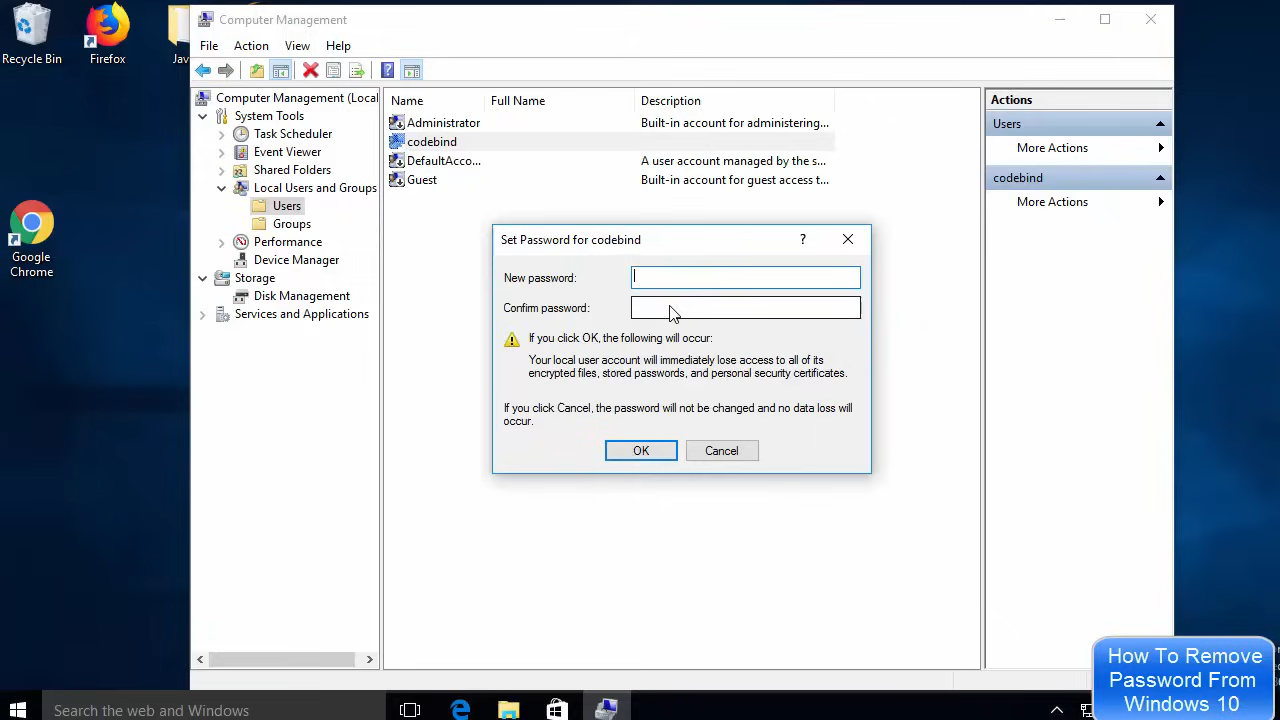 Recycle Bin
Firefox
Jav
Google
Chrome
Computer Management
File Action View Help
Computer Management (Local
System Tools
Task Scheduler
Event Viewer
Shared Folders
Local Users and Groups
Users
Groups
Performance
Device Manager
Storage
Disk Management
Services and Applications
Name Full Name Description
Administrator Built-in account for administering...
codebind
DefaultAcco... A user account managed by the s...
Guest Built-in account for guest access t...
Actions
Users
More Actions
codebind
More Actions
Set Password for codebind
New password:
Confirm password:
If you click OK, the following will occur:
Your local user account will immediately lose access to all of its
encrypted files, stored passwords, and personal security certificates.
If you click Cancel, the password will not be changed and no data loss will
occur.
OK Cancel
Search the web and Windows
How To Remove
Password From
Windows 10